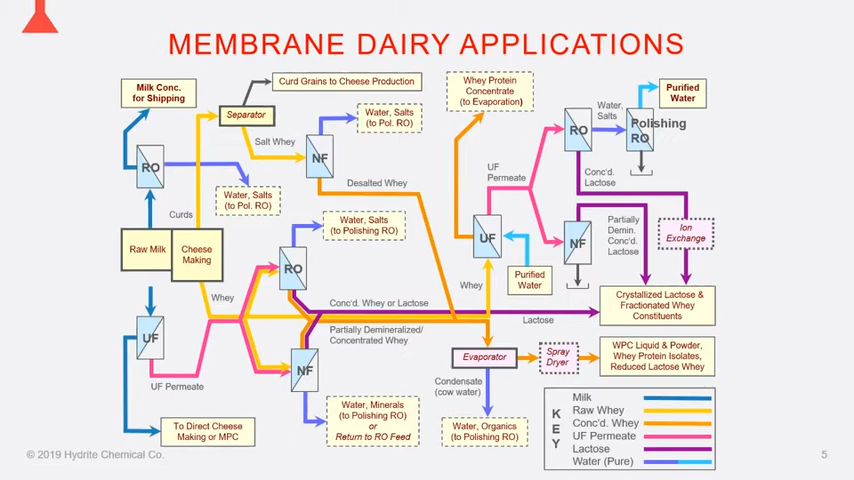 MEMBRANE DAIRY APPLICATIONS
Milk Conc.
for Shipping
Separator
Curd Grains to Cheese Production
Whey Protein
Concentrate
(to Evaporation)
Purified
Water
Water, Salts
(to Pol. RO)
Water,
Salts
RO
Polishing
RO
Salt Whey
NF
RO
Desalted Whey
UF
Permeate
Conc'd.
Lactose
Water, Salts
(to Pol. RO)
Curds
Water, Salts
(to Polishing RO)
Partially
Demin.
Conc'd.
Lactose
Ion
Exchange
Raw Milk
Cheese
Making
UF
NF
RO
Purified
Water
Whey
Whey
Conc'd. Whey or Lactose
Lactose
Crystallized Lactose &
Fractionated Whey
Constituents
Partially Demineralized/
Concentrated Whey
UF
NF
Evaporator
Spray
Dryer
WPC Liquid & Powder,
Whey Protein Isolates,
Reduced Lactose Whey
UF Permeate
Condensate
(cow water)
Water, Minerals
(to Polishing RO)
or
Return to RO Feed
To Direct Cheese
Making or MPC
Water, Organics
(to Polishing RO)
KEY
Milk
Raw Whey
Conc'd. Whey
UF Permeate
Lactose
Water (Pure)
© 2019 Hydrite Chemical Co.
5